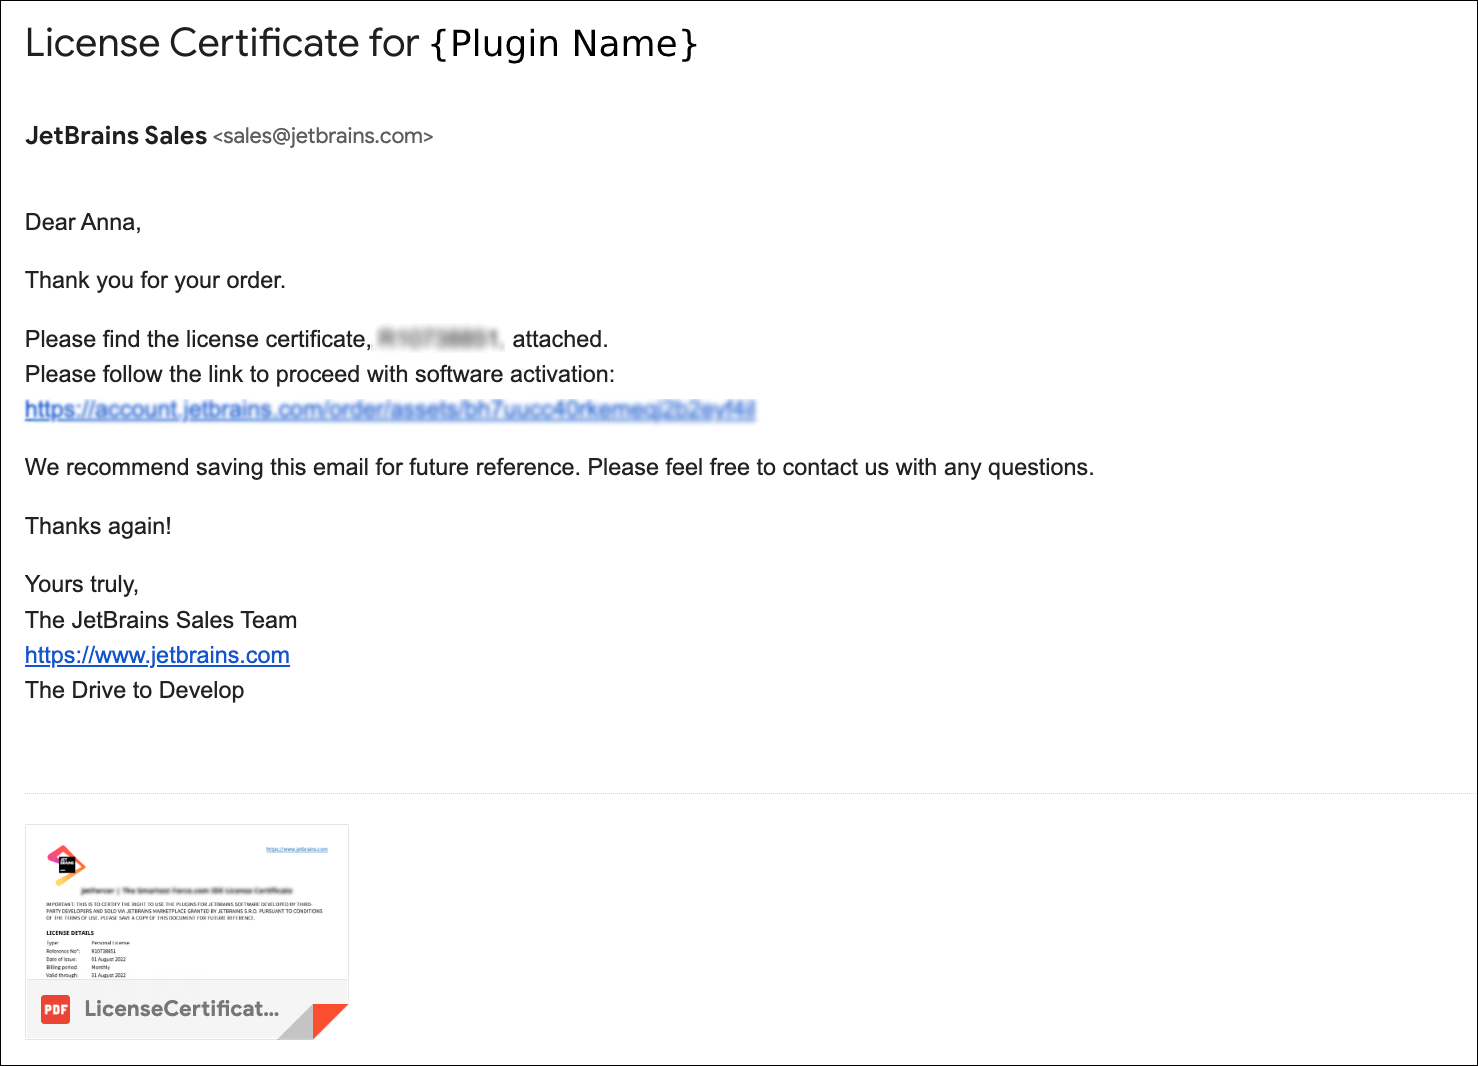 License Certificate for {Plugin Name}
JetBrains Sales <sales@jetbrains.com>
Dear Anna,
Thank you for your order.
Please find the license certificate, attached.
Please follow the link to proceed with software activation:
We recommend saving this email for future reference. Please feel free to contact us with any questions.
Thanks again!
Yours truly,
The JetBrains Sales Team
https://www.jetbrains.com
The Drive to Develop
https://www.jetbrains.com
JET
BRAINS
IMPORTANT: THIS IS TO CERTIFY THE RIGHT TO USE THE PLUGINS FOR JETBRAINS SOFTWARE DEVELOPED BY THIRD-
PARTY DEVELOPERS AND SOLD VIA JETBRAINS MARKETPLACE GRANTED BY JETBRAINS S.R.O. PURSUANT TO CONDITIONS
OF THE TERMS OF USE. PLEASE SAVE A COPY OF THIS DOCUMENT FOR FUTURE REFERENCE.
LICENSE DETAILS
Type: Personal License
Reference No°: R10738851
Date of issue: 01 August 2022
Billing period: Monthly
Valid through: 31 August 2022
PDF LicenseCertificat...